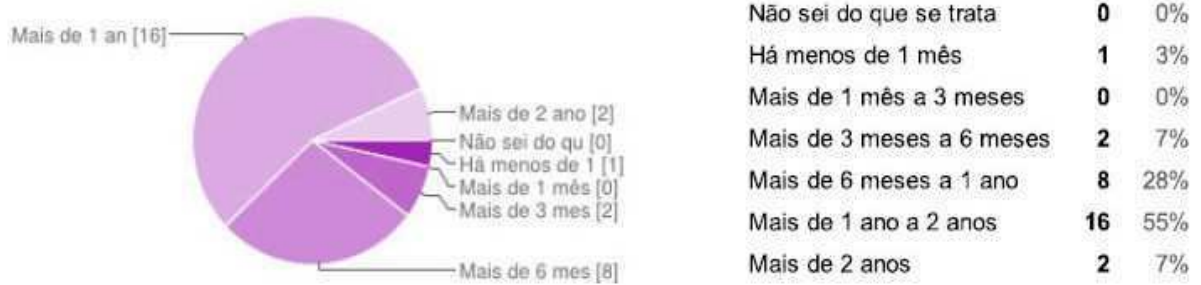 Mais de 1 an [16]
Mais de 2 ano [2]
Não sei do qu [0]
Há menos de 1 [1]
Mais de 1 mês [0]
Mais de 3 mes [2]
Mais de 6 mes [8]
Não sei do que se trata 0 0%
Há menos de 1 mês 1 3%
Mais de 1 mês a 3 meses 0 0%
Mais de 3 meses a 6 meses 2 7%
Mais de 6 meses a 1 ano 8 28%
Mais de 1 ano a 2 anos 16 55%
Mais de 2 anos 2 7%